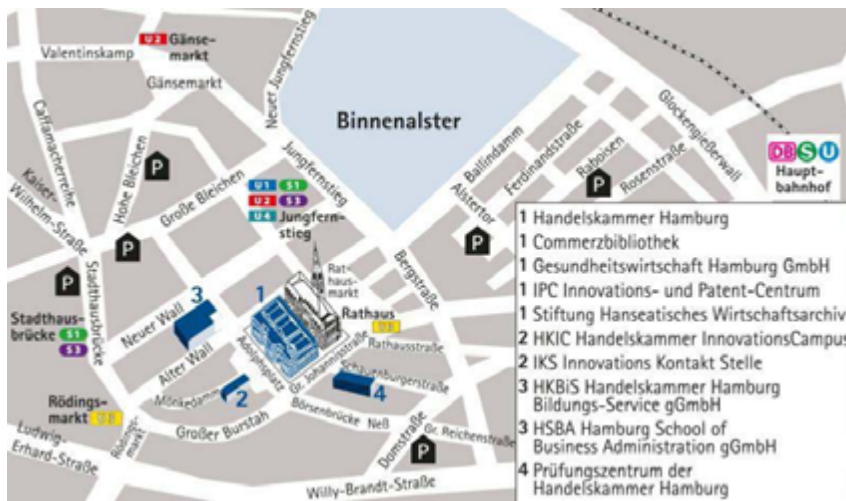 U2 Gänse-
markt
Valentinskamp
Gänsemarkt
Neuer Jungfernstieg
Binnenalster
Caffamacherreihe
Kaiser-
Wilhelm-Straße
Hohe Bleichen
Große Bleichen
Jungfernstieg
Ballindamm
Alstertor
Ferdinandstraße
Raboisen
Rosenstraße
Glockengießerwall
DB S U
Haupt-
bahnhof
P
P
P
P
P
P
U1 S1
U2 S3
U4 Jungfern-
stieg
Rat-
haus-
markt
Bergstraße
Stadthausbrücke
Stadthaus-
brücke S1
S3
Neuer Wall
3
1
Rathaus
U3
Rathausstraße
Alter Wall
Adolphsplatz
Gr. Johannisstraße
Schauenburgerstraße
Mönkedamm
2
4
Rödings-
markt U3
Rödings-
markt
Großer Burstah
Börsenbrücke
Neß
Domstraße
Gr. Reichenstraße
Ludwig-
Erhard-Straße
Willy-Brandt-Straße
1 Handelskammer Hamburg
1 Commerzbibliothek
1 Gesundheitswirtschaft Hamburg GmbH
1 IPC Innovations- und Patent-Centrum
1 Stiftung Hanseatisches Wirtschaftsarchiv
2 HKIC Handelskammer InnovationsCampus
2 IKS Innovations Kontakt Stelle
3 HKBiS Handelskammer Hamburg
Bildungs-Service gGmbH
3 HSBA Hamburg School of
Business Administration gGmbH
4 Prüfungszentrum der
Handelskammer Hamburg